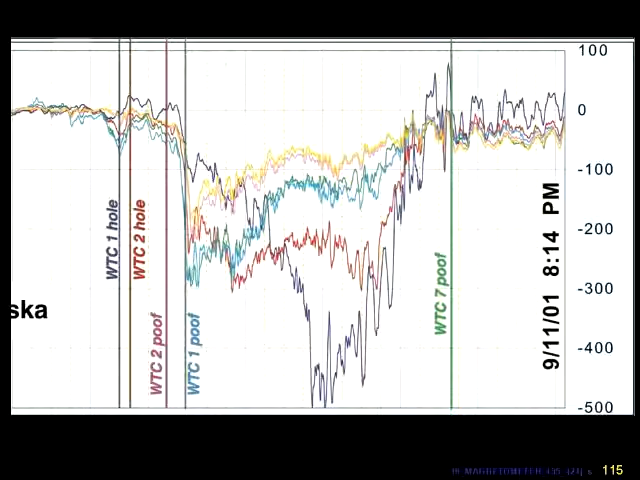 100
0
-100
-200
-300
-400
-500
WTC 1 hole
WTC 2 hole
WTC 2 poof
WTC 1 poof
WTC 7 poof
9/11/01 8:14 PM
ska
115